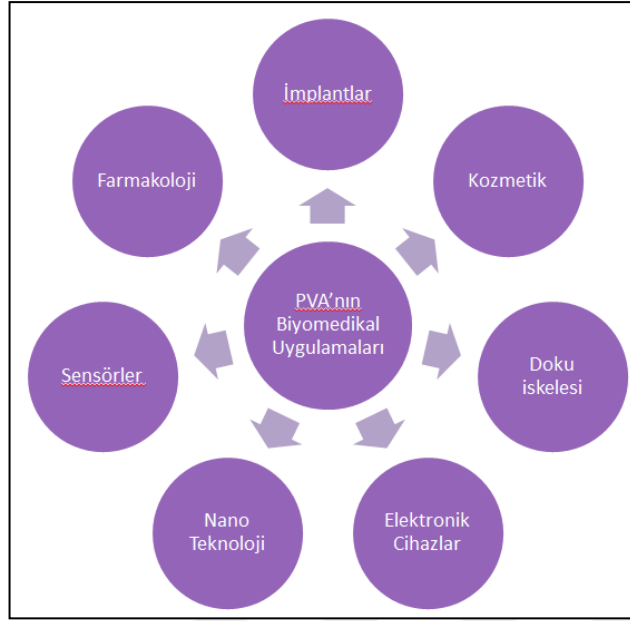 İmplantlar
Farmakoloji
Kozmetik
PVA'nın
Biyomedikal
Uygulamaları
Sensörler
Doku
iskelesi
Nano
Teknoloji
Elektronik
Cihazlar